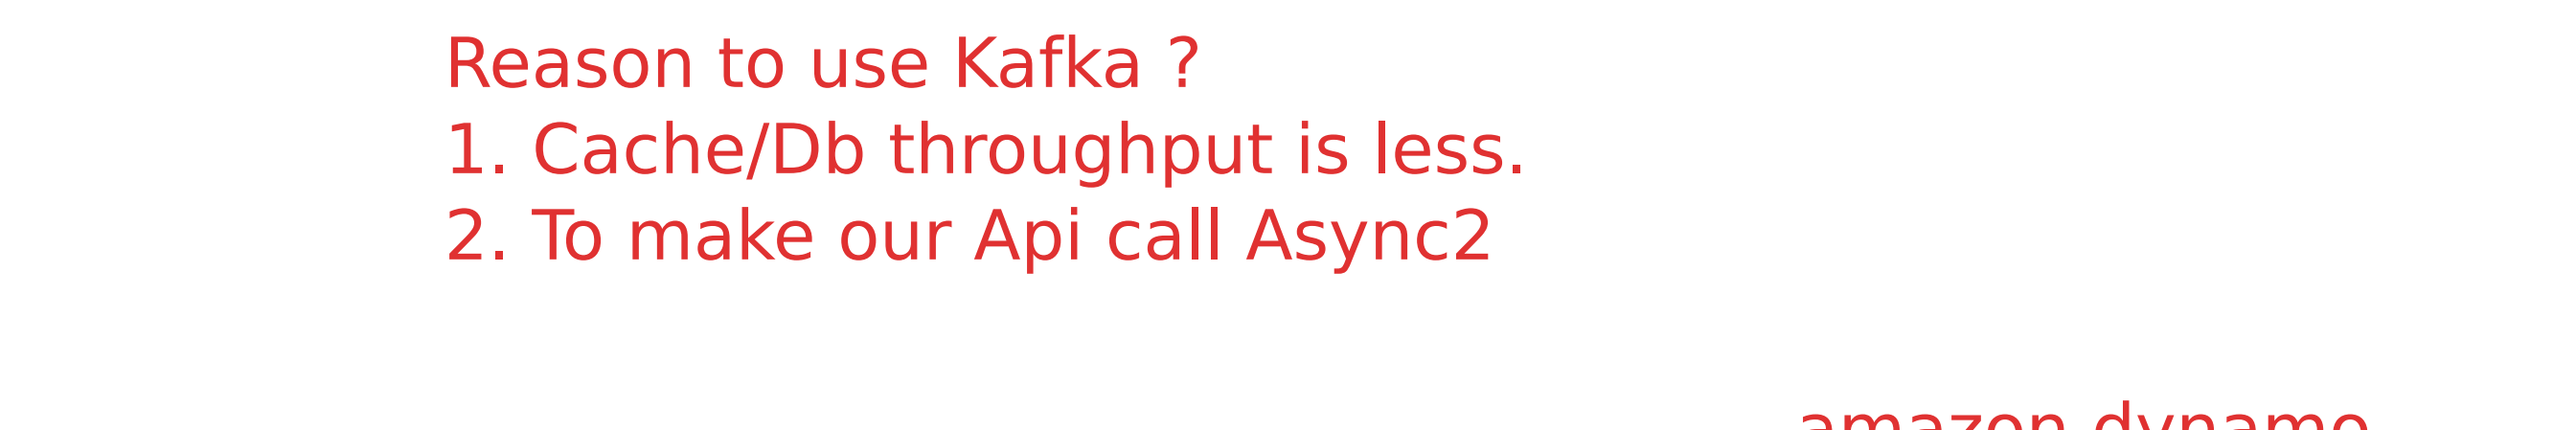 Reason to use Kafka ?
1. Cache/Db throughput is less.
2. To make our Api call Async2
amazon dynamo